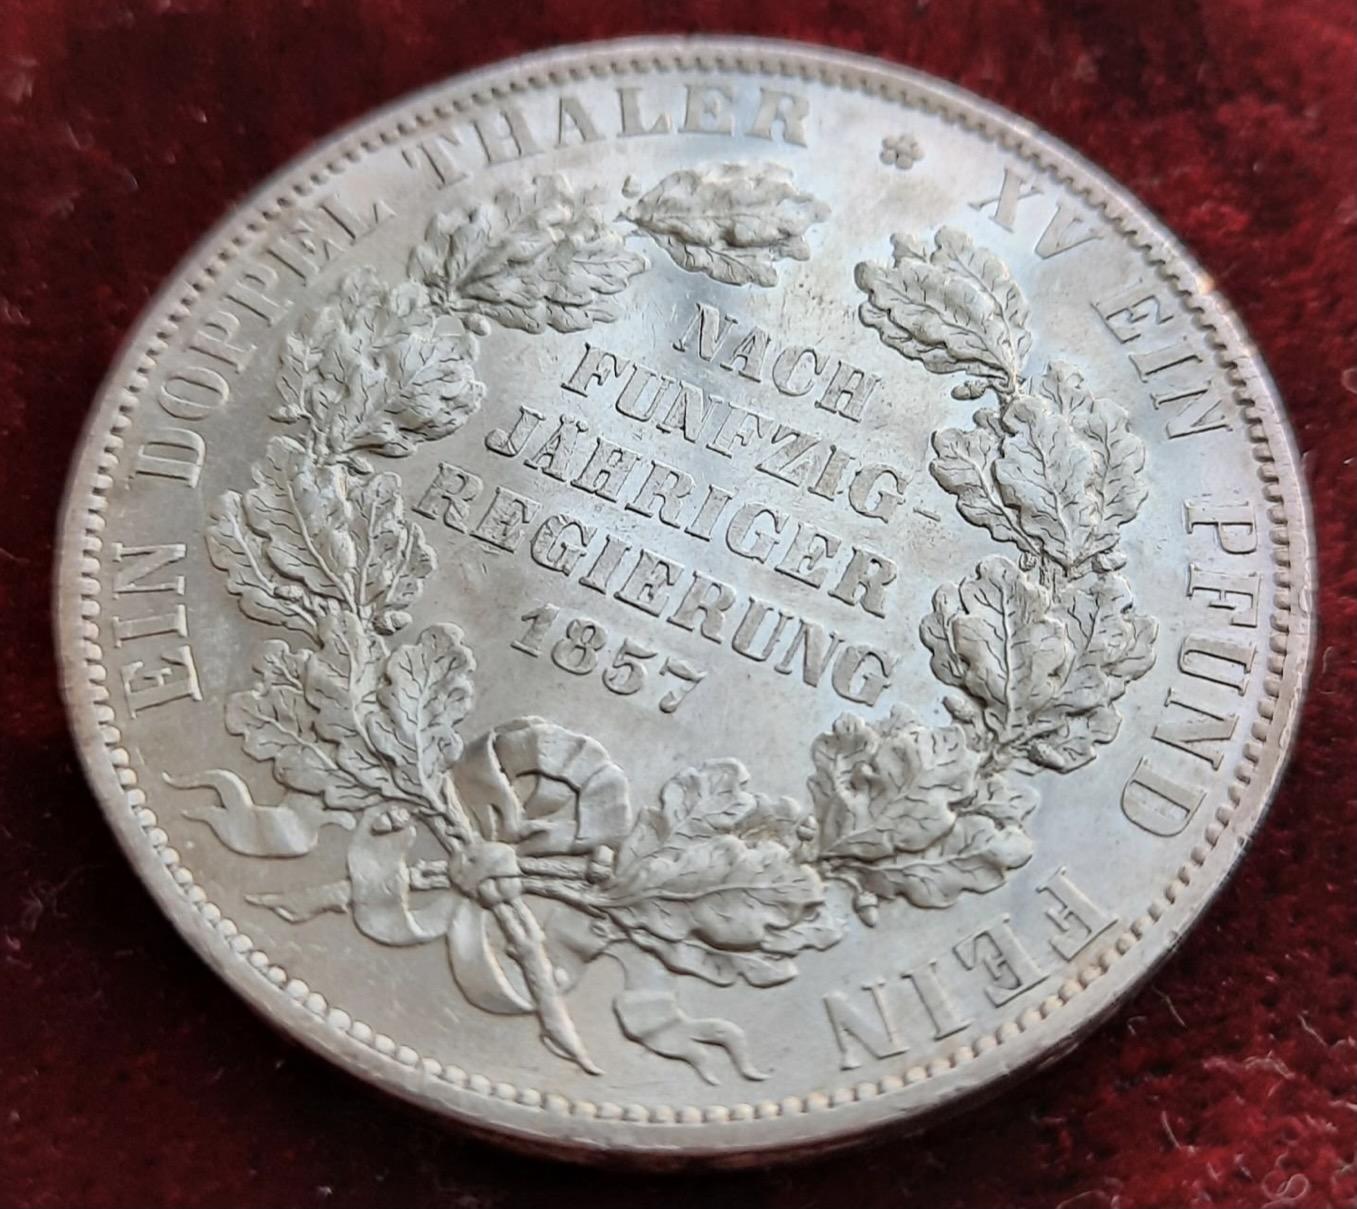 EIN DOPPEL THALER * XV EIN PFUND FEIN
NACH
FUNFZIG-
JÄHRIGER
REGIERUNG
1857